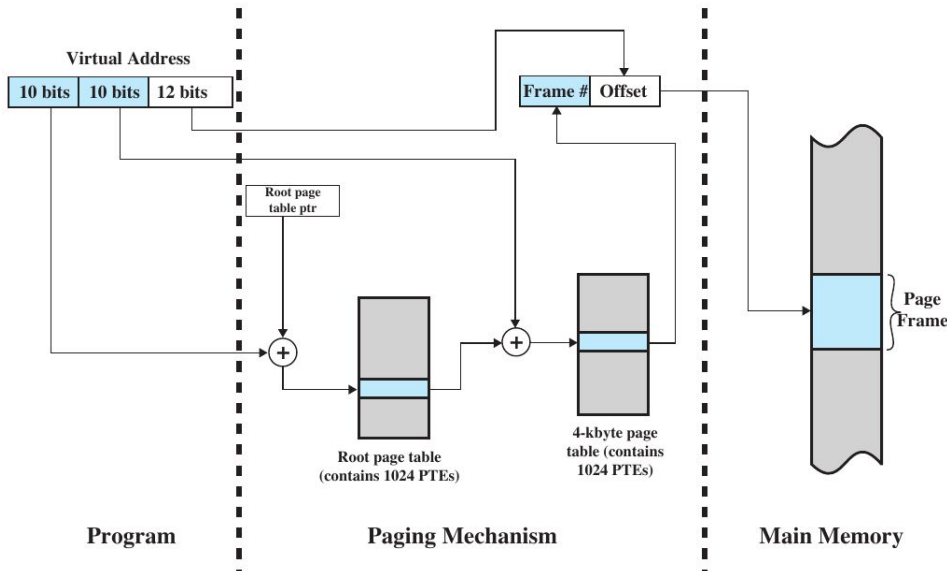 Virtual Address
10 bits 10 bits 12 bits
Frame # Offset
Root page
table ptr
+
+
Page
Frame
Root page table
(contains 1024 PTEs)
4-kbyte page
table (contains
1024 PTEs)
Program
Paging Mechanism
Main Memory